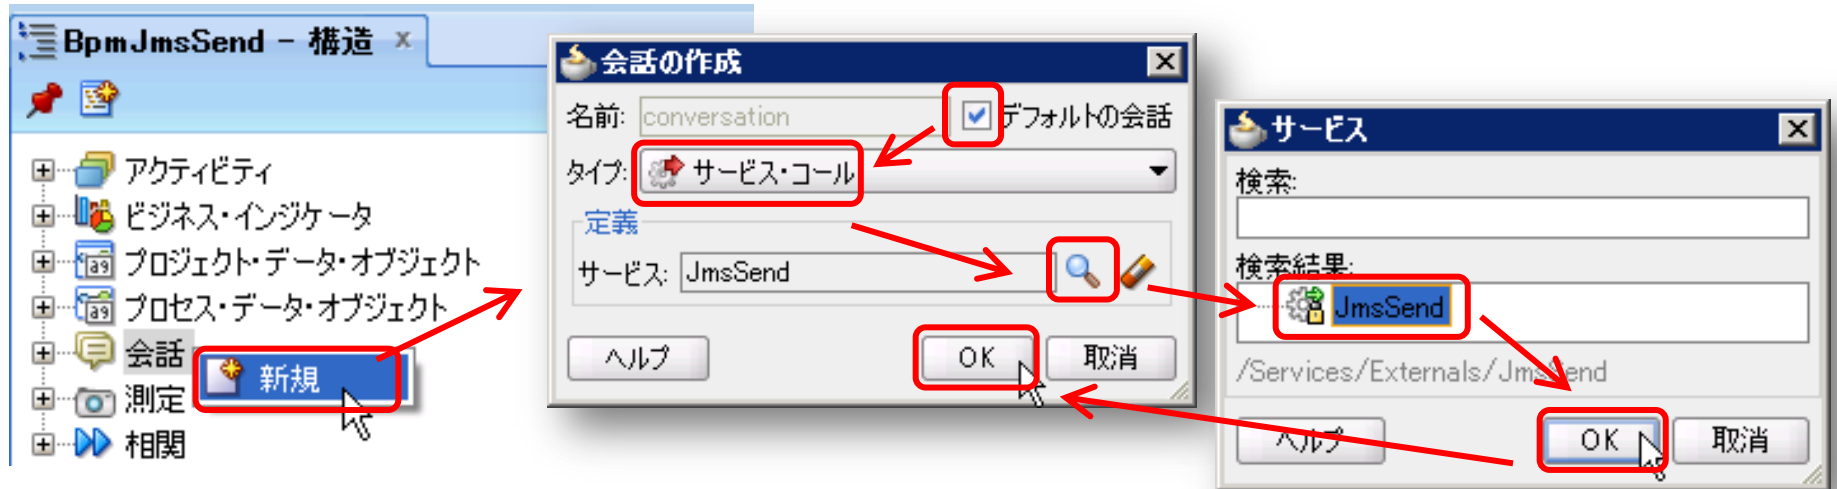 BpmJmsSend - 構造 ×
アクティビティ
ビジネス・インジケータ
プロジェクト・データ・オブジェクト
プロセス・データ・オブジェクト
会話
新規
測定
相関
会話の作成
名前: conversation デフォルトの会話
タイプ: サービス・コール
定義
サービス: JmsSend
ヘルプ OK 取消
サービス
検索:
検索結果:
JmsSend
/Services/Externals/JmsSend
ヘルプ OK 取消